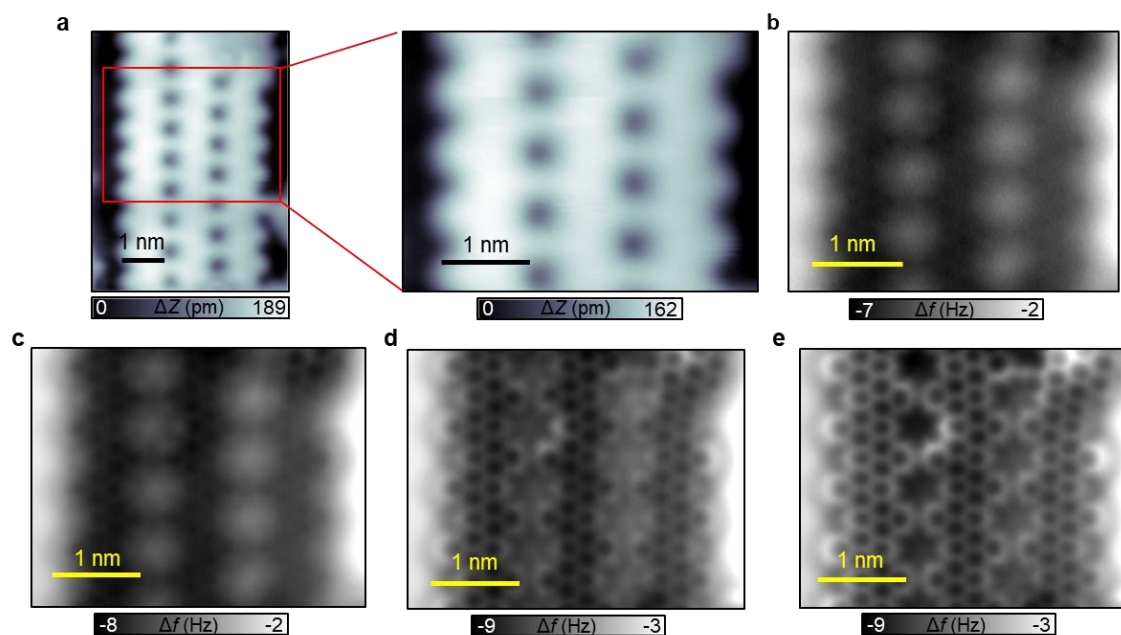 a
b
1 nm
1 nm
1 nm
0 ΔZ (pm) 189
0 ΔZ (pm) 162
-7 Δf (Hz) -2
c
d
e
1 nm
1 nm
1 nm
-8 Δf (Hz) -2
-9 Δf (Hz) -3
-9 Δf (Hz) -3